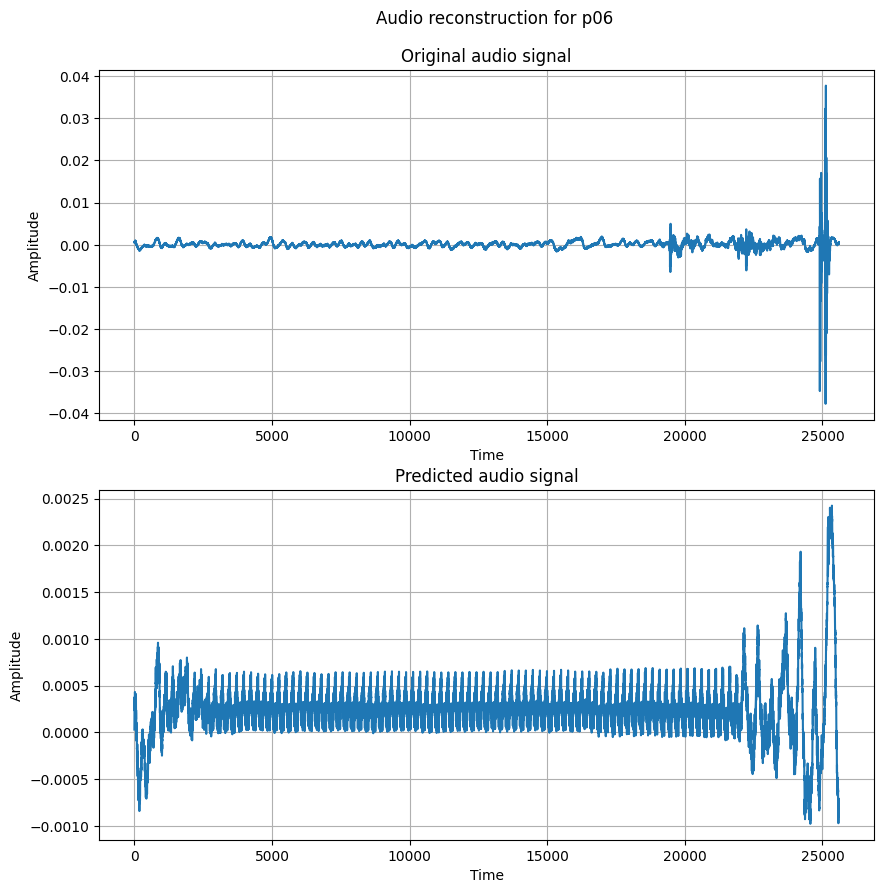 Audio reconstruction for p06
Original audio signal
0.04
0.03
0.02
0.01
0.00
−0.01
−0.02
−0.03
−0.04
Amplitude
0 5000 10000 15000 20000 25000
Time
Predicted audio signal
0.0025
0.0020
0.0015
0.0010
0.0005
0.0000
−0.0005
−0.0010
Amplitude
0 5000 10000 15000 20000 25000
Time